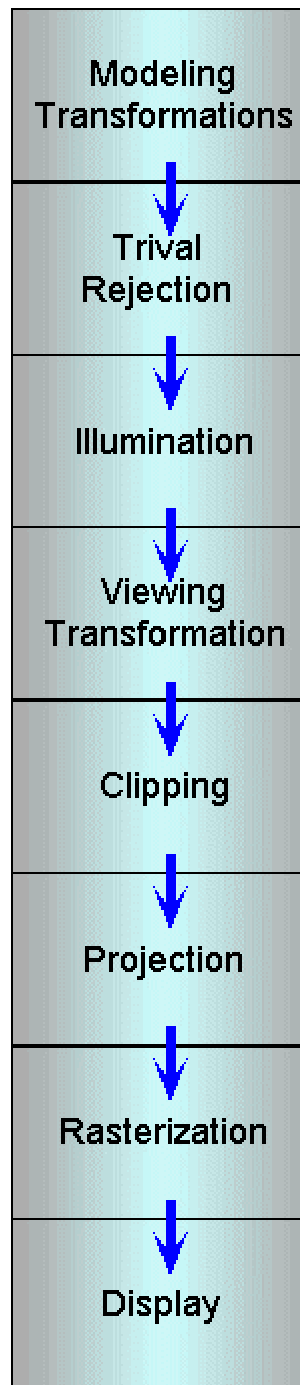 Modeling
Transformations
Trival
Rejection
Illumination
Viewing
Transformation
Clipping
Projection
Rasterization
Display